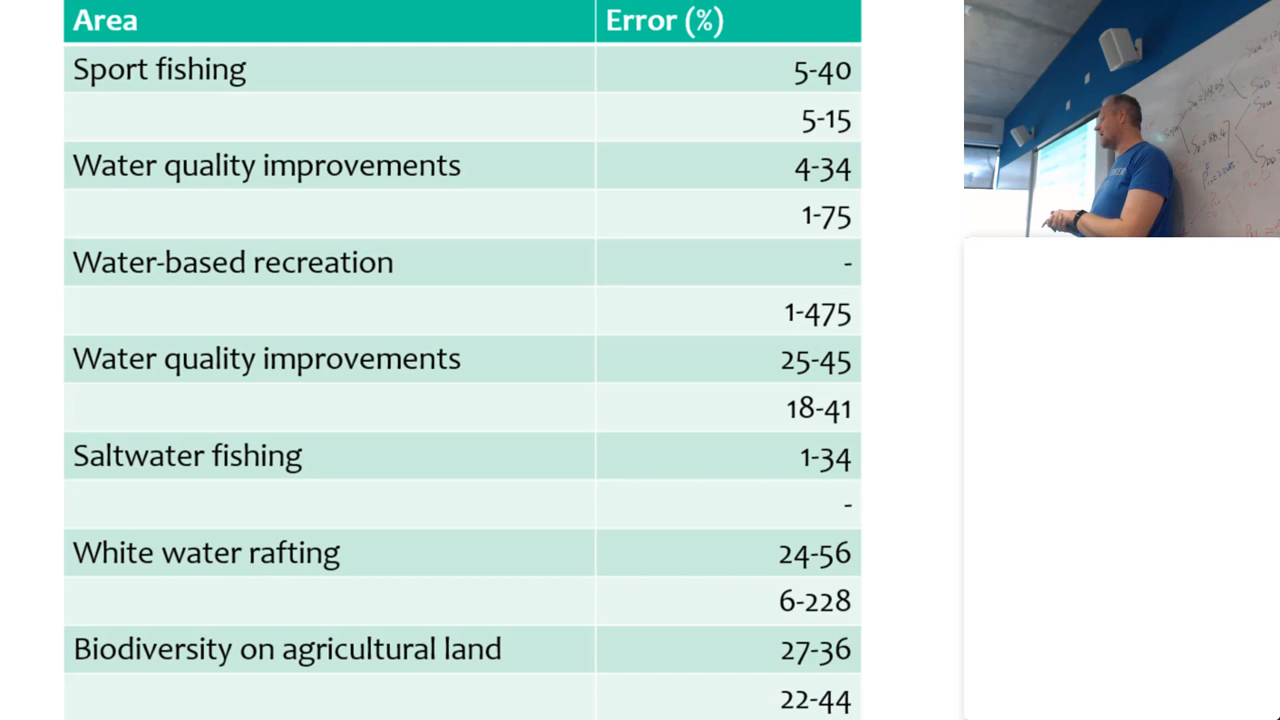 Area Error (%)
Sport fishing 5-40
5-15
Water quality improvements 4-34
1-75
Water-based recreation -
1-475
Water quality improvements 25-45
18-41
Saltwater fishing 1-34
-
White water rafting 24-56
6-228
Biodiversity on agricultural land 27-36
22-44